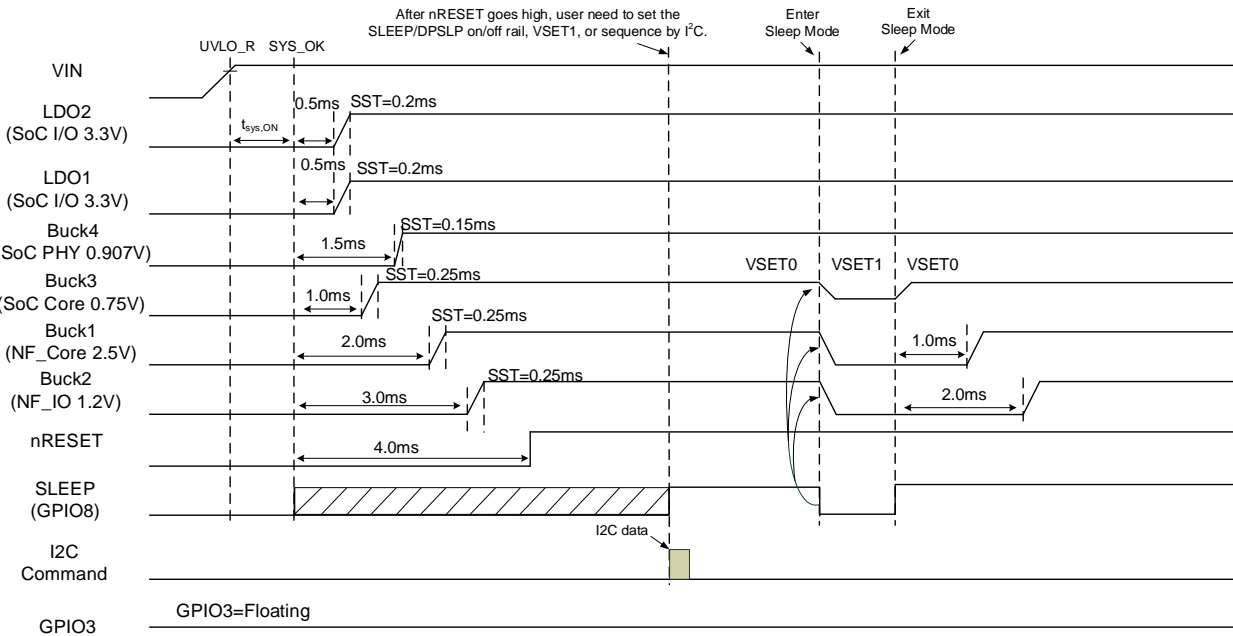 After nRESET goes high, user need to set the
SLEEP/DPSLP on/off rail, VSET1, or sequence by I²C.
Enter
Sleep Mode
Exit
Sleep Mode
UVLO_R
SYS_OK
VIN
LDO2
(SoC I/O 3.3V)
tsys,ON
0.5ms
SST=0.2ms
LDO1
(SoC I/O 3.3V)
0.5ms
SST=0.2ms
Buck4
SoC PHY 0.907V)
1.5ms
SST=0.15ms
Buck3
(SoC Core 0.75V)
1.0ms
SST=0.25ms
VSET0
VSET1
VSET0
Buck1
(NF_Core 2.5V)
2.0ms
SST=0.25ms
1.0ms
Buck2
(NF_IO 1.2V)
3.0ms
SST=0.25ms
2.0ms
nRESET
4.0ms
SLEEP
(GPIO8)
I2C data
I2C
Command
GPIO3=Floating
GPIO3